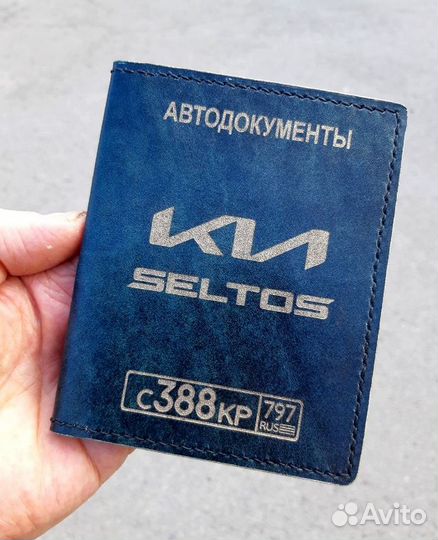 АВТОДОКУМЕНТЫ
KIA
SELTOS
с388кр 797
RUS
Avito